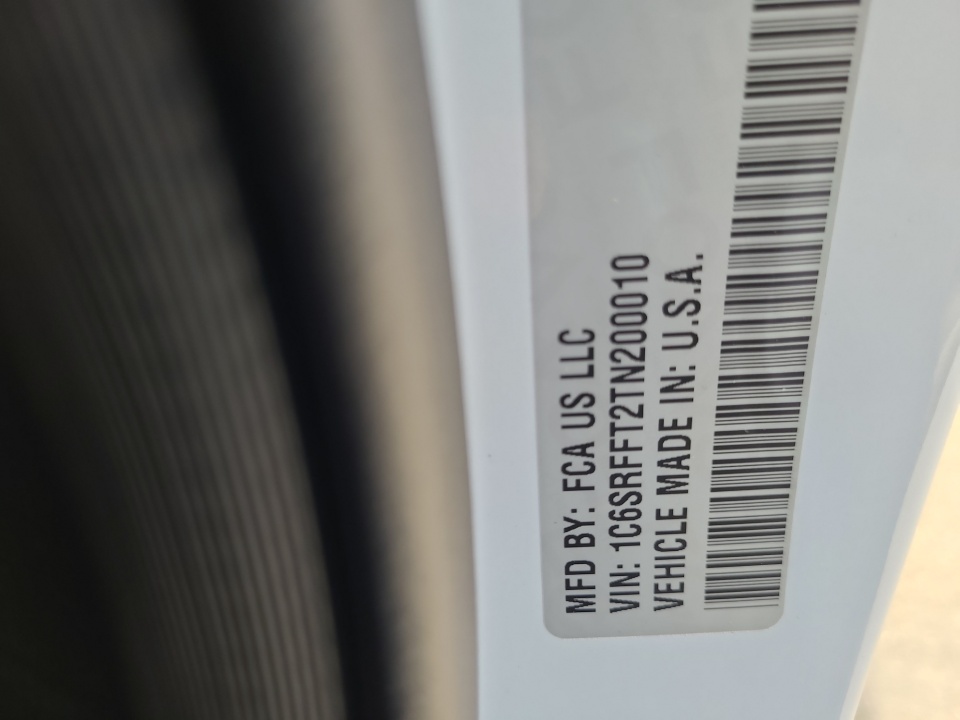 MFD BY: FCA US LLC
VIN: 1C6SRFFT2TN200010
VEHICLE MADE IN: U.S.A.